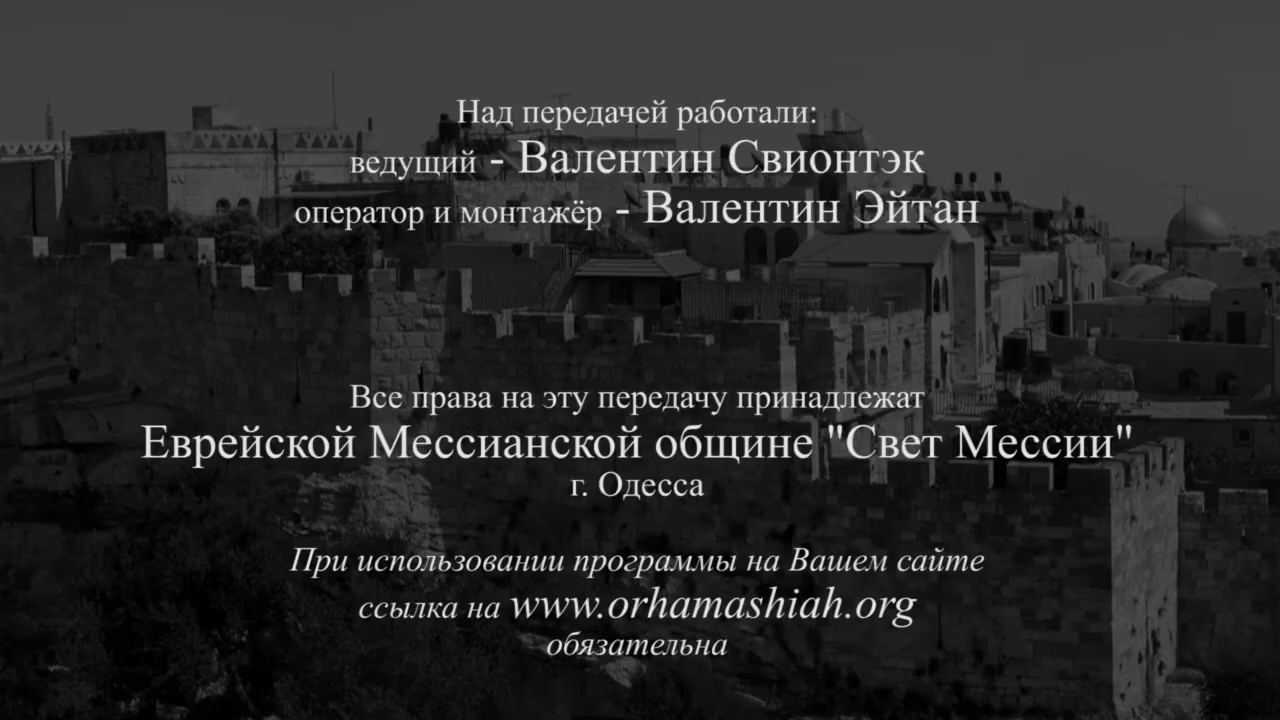 Над передачей работали:
ведущий - Валентин Свионтэк
оператор и монтажёр - Валентин Эйтан
Все права на эту передачу принадлежат
Еврейской Мессианской общине "Свет Мессии"
г. Одесса
При использовании программы на Вашем сайте
ссылка на www.orhamashiah.org
обязательна